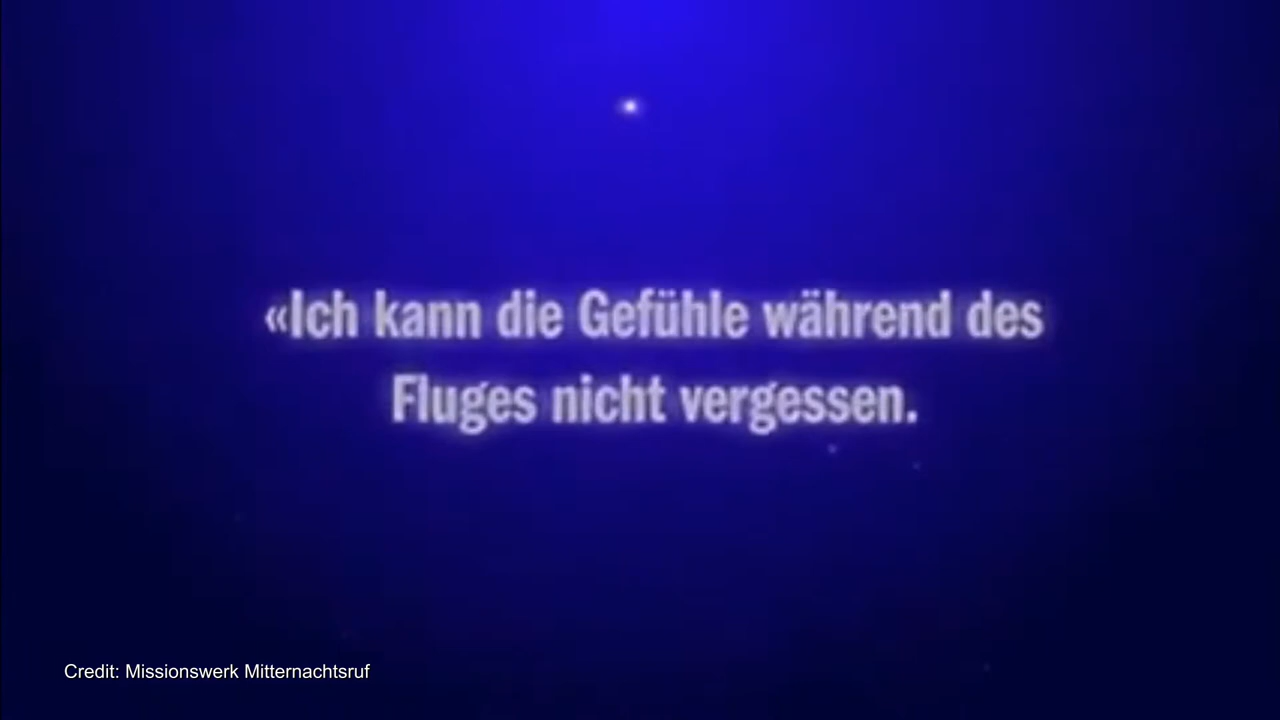 «Ich kann die Gefühle während des
Fluges nicht vergessen.
Credit: Missionswerk Mitternachtsruf